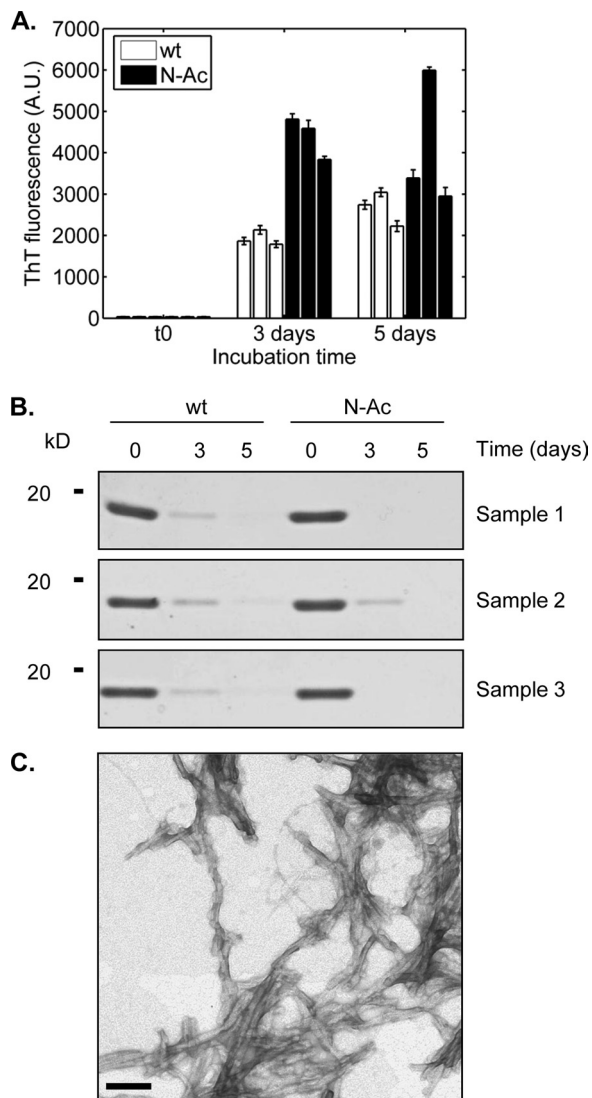 A.
7000
6000
5000
4000
3000
2000
1000
0
ThT fluorescence (A.U.)
wt
N-Ac
t0 3 days 5 days
Incubation time
B.
wt N-Ac
kD 0 3 5 0 3 5 Time (days)
20
Sample 1
20
Sample 2
20
Sample 3
C.